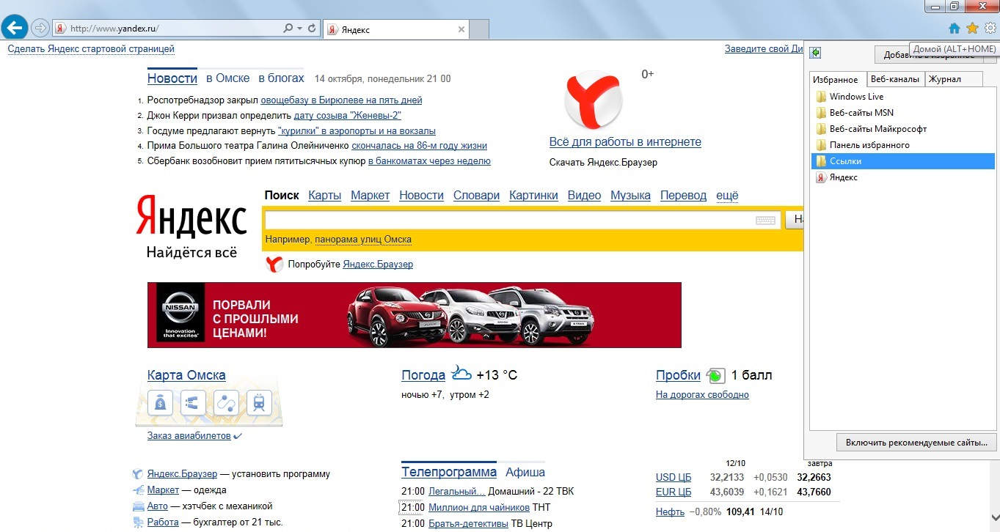 http://www.yandex.ru/
Яндекс
Сделать Яндекс стартовой страницей
Заведите свой Ди
Домой (ALT+HOME)
Добавить в избранное
Новости в Омске в блогах 14 октября, понедельник 21 00
1. Роспотребнадзор закрыл овощебазу в Бирюлеве на пять дней
2. Джон Керри призвал определить дату созыва "Женевы-2"
3. Госдуме предлагают вернуть "курилки" в аэропорты и на вокзалы
4. Прима Большого театра Галина Олейниченко скончалась на 86-м году жизни
5. Сбербанк возобновит прием пятитысячных купюр в банкоматах через неделю
0+
Всё для работы в интернете
Скачать Яндекс.Браузер
Избранное Веб-каналы Журнал
Windows Live
Веб-сайты MSN
Веб-сайты Майкрософт
Панель избранного
Ссылки
Яндекс
Включить рекомендуемые сайты...
Яндекс
Найдётся всё
Поиск Карты Маркет Новости Словари Картинки Видео Музыка Перевод ещё
На
Например, панорама улиц Омска
Попробуйте Яндекс.Браузер
NISSAN
Innovation
that excites
ПОРВАЛИ
С ПРОШЛЫМИ
ЦЕНАМИ!
Карта Омска
Заказ авиабилетов
Погода +13 °C
ночью +7, утром +2
Пробки 1 балл
На дорогах свободно
Яндекс.Браузер — установить программу
Маркет — одежда
Авто — хэтчбек с механикой
Работа — бухгалтер от 21 тыс.
Телепрограмма Афиша
21:00 Легальный... Домашний - 22 ТВК
21:00 Миллион для чайников ТНТ
21:00 Братья-детективы ТВ Центр
12/10 завтра
USD ЦБ 32,2133 +0,0530 32,2663
EUR ЦБ 43,6039 +0,1621 43,7660
Нефть −0,80% 109,41 14/10